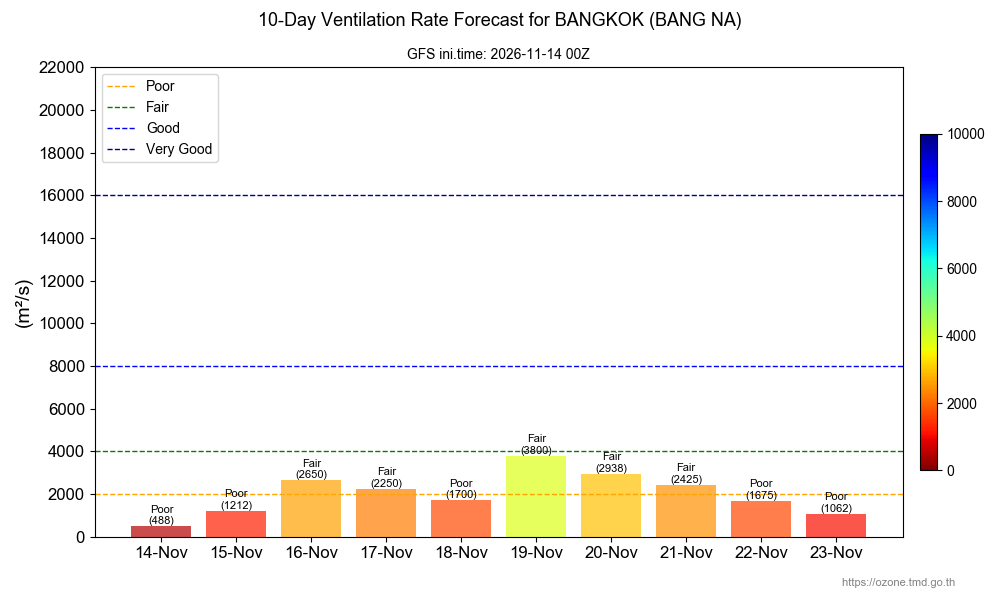 10-Day Ventilation Rate Forecast for BANGKOK (BANG NA)
GFS ini.time: 2026-11-14 00Z
22000
20000
18000
16000
14000
12000
10000
8000
6000
4000
2000
0
(m²/s)
Poor
Fair
Good
Very Good
Poor
(488)
Poor
(1212)
Fair
(2650)
Fair
(2250)
Poor
(1700)
Fair
(3800)
Fair
(2938)
Fair
(2425)
Poor
(1675)
Poor
(1062)
14-Nov 15-Nov 16-Nov 17-Nov 18-Nov 19-Nov 20-Nov 21-Nov 22-Nov 23-Nov
10000
8000
6000
4000
2000
0
https://ozone.tmd.go.th